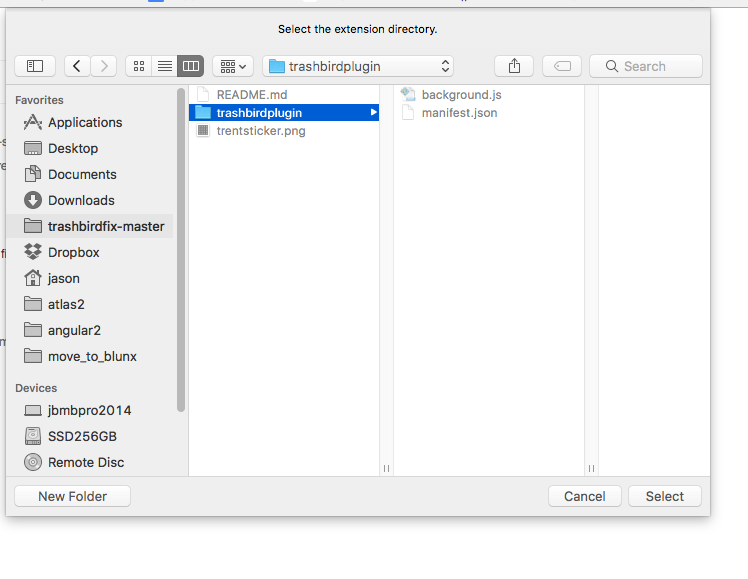 Select the extension directory.
trashbirdplugin
Search
Favorites
Applications
Desktop
Documents
Downloads
trashbirdfix-master
Dropbox
jason
atlas2
angular2
move_to_blunx
Devices
jbmbpro2014
SSD256GB
Remote Disc
README.md
trashbirdplugin
trentsticker.png
background.js
manifest.json
New Folder
Cancel
Select